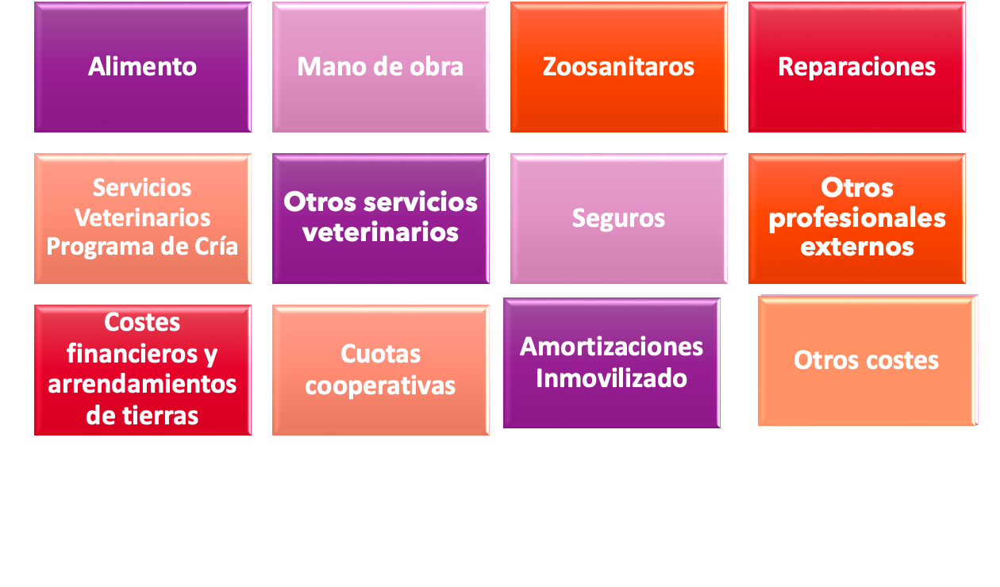 Alimento
Mano de obra
Zoosanitaros
Reparaciones
Servicios
Veterinarios
Programa de Cría
Otros servicios
veterinarios
Seguros
Otros
profesionales
externos
Costes
financieros y
arrendamientos
de tierras
Cuotas
cooperativas
Amortizaciones
Inmovilizado
Otros costes